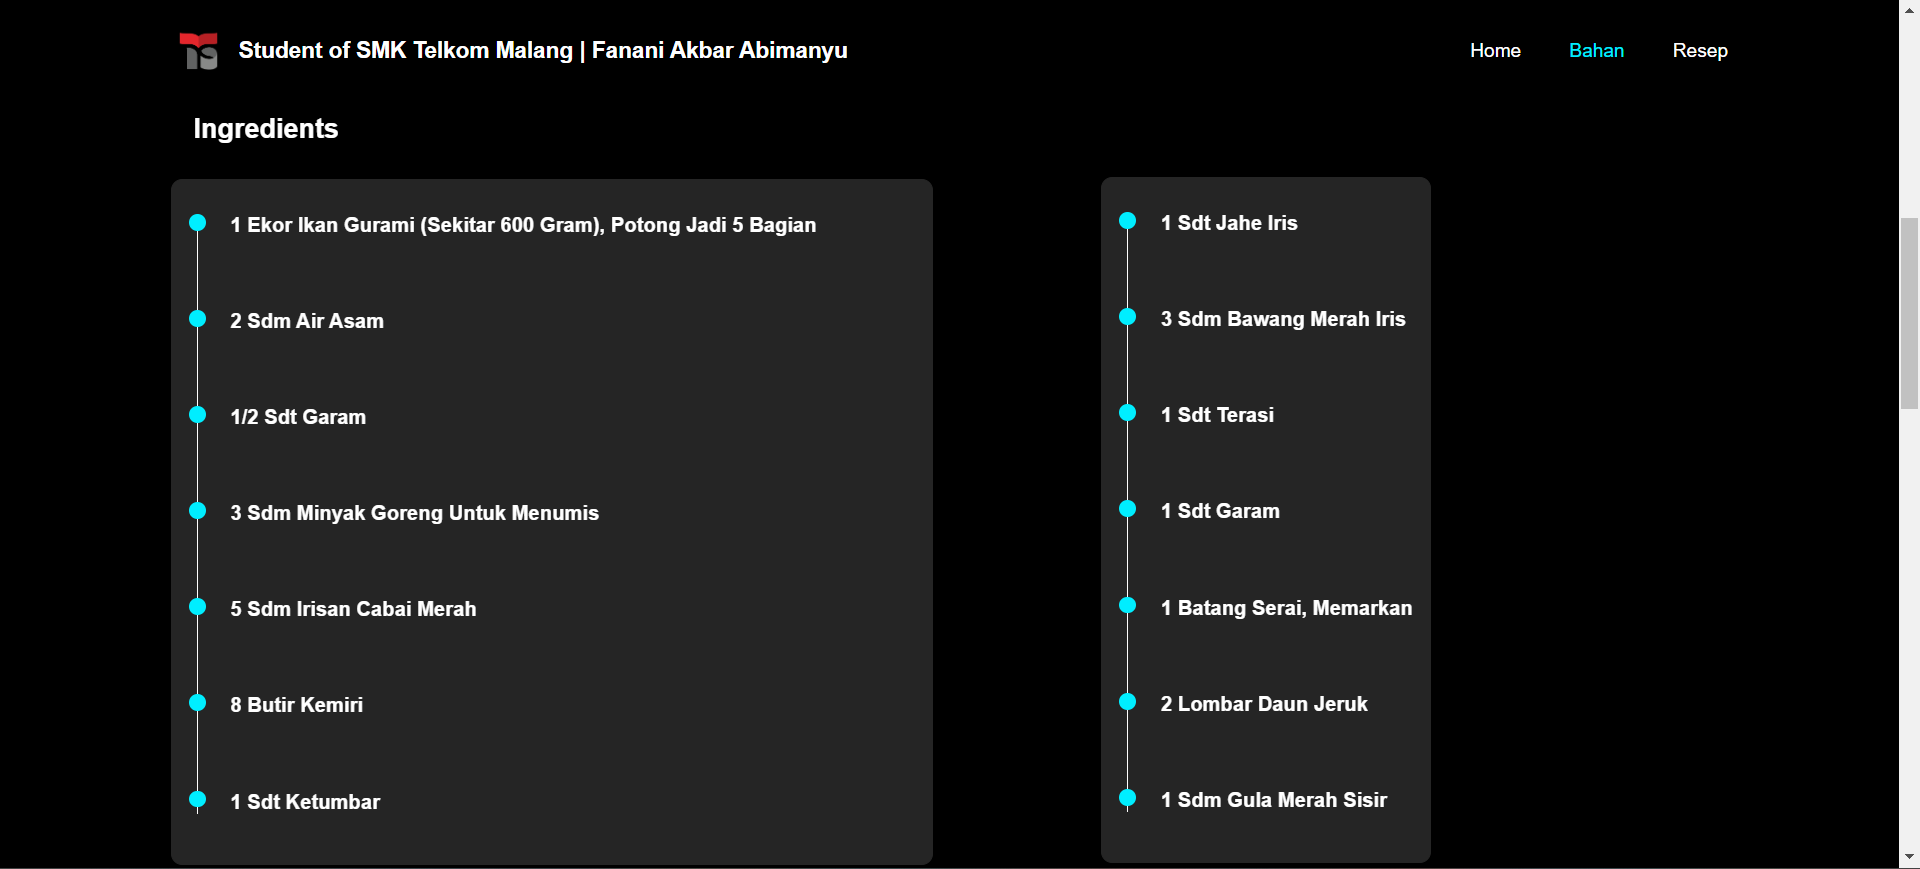 Student of SMK Telkom Malang | Fanani Akbar Abimanyu
Home
Bahan
Resep
Ingredients
1 Ekor Ikan Gurami (Sekitar 600 Gram), Potong Jadi 5 Bagian
2 Sdm Air Asam
1/2 Sdt Garam
3 Sdm Minyak Goreng Untuk Menumis
5 Sdm Irisan Cabai Merah
8 Butir Kemiri
1 Sdt Ketumbar
1 Sdt Jahe Iris
3 Sdm Bawang Merah Iris
1 Sdt Terasi
1 Sdt Garam
1 Batang Serai, Memarkan
2 Lombar Daun Jeruk
1 Sdm Gula Merah Sisir